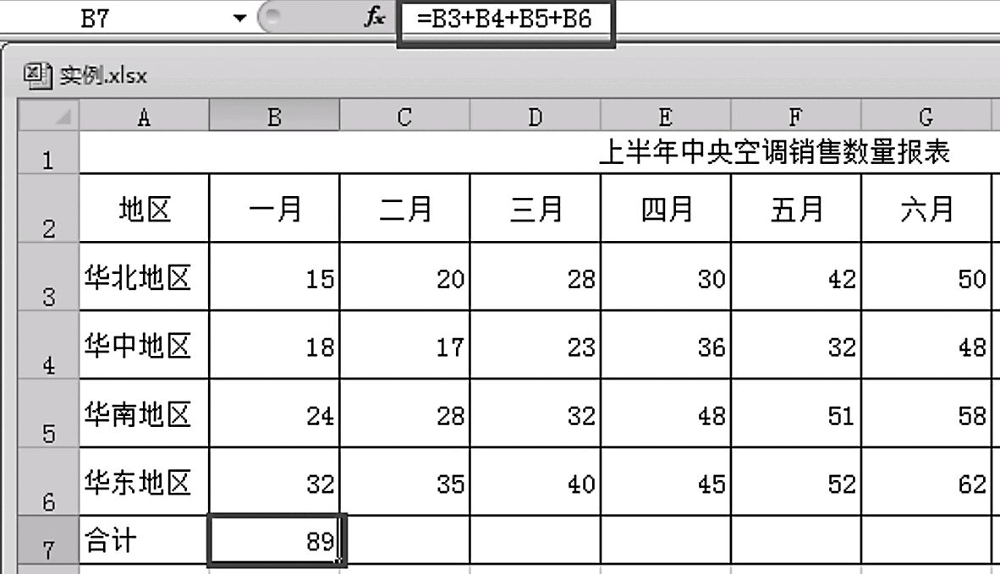 B7 fx =B3+B4+B5+B6
实例.xlsx
A B C D E F G
1 上半年中央空调销售数量报表
2 地区 一月 二月 三月 四月 五月 六月
3 华北地区 15 20 28 30 42 50
4 华中地区 18 17 23 36 32 48
5 华南地区 24 28 32 48 51 58
6 华东地区 32 35 40 45 52 62
7 合计 89